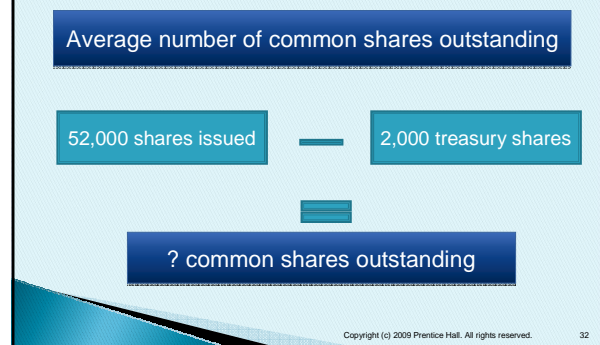 Average number of common shares outstanding
52,000 shares issued
2,000 treasury shares
? common shares outstanding
Copyright (c) 2009 Prentice Hall. All rights reserved.
32